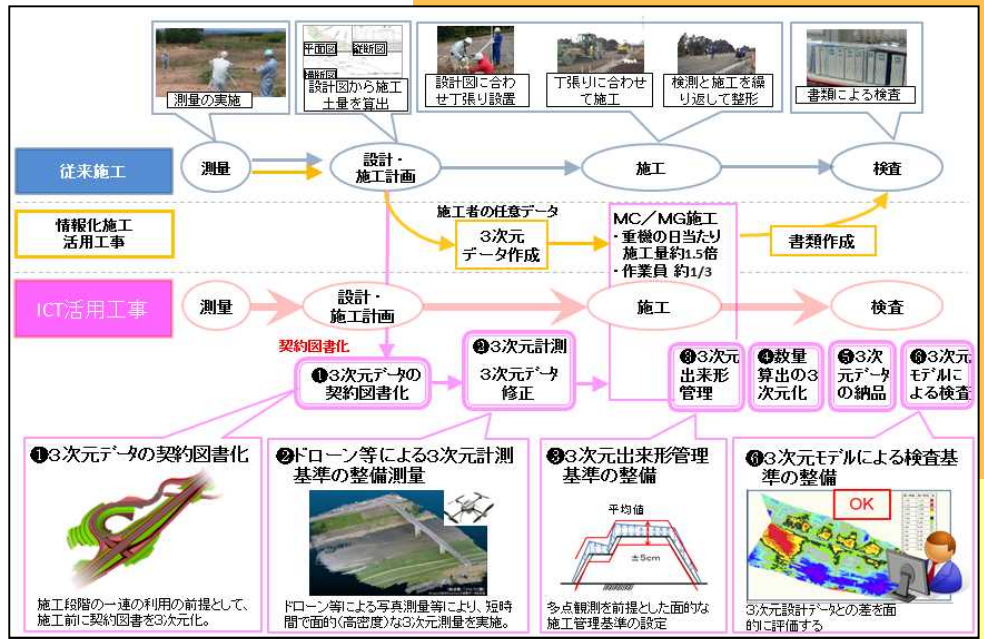 測量の実施
平面図
縦断図
横断図
設計図から施工
土量を算出
設計図に合わ
せ丁張り設置
丁張りに合わせ
て施工
検測と施工を繰
り返して整形
書類による検査
従来施工
測量
設計・
施工計画
施工
検査
情報化施工
活用工事
施工者の任意データ
3次元
データ作成
MC/MG施工
・重機の日当たり
施工量約1.5倍
・作業員 約1/3
書類作成
ICT活用工事
測量
設計・
施工計画
施工
検査
契約図書化
❶3次元データの
契約図書化
❷3次元計測
3次元データ
修正
❸3次元
出来形
管理
❹数量
算出の3
次元化
❺3次
元データ
の納品
❻3次元
モデルに
よる検査
❶3次元データの契約図書化
施工段階の一連の利用の前提として、
施工前に契約図書を3次元化。
❷ドローン等による3次元計測
基準の整備測量
ドローン等による写真測量等により、短時
間で面的(高密度)な3次元測量を実施。
❸3次元出来形管理
基準の整備
平均値
±5cm
多点観測を前提とした面的な
施工管理基準の設定
❻3次元モデルによる検査基
準の整備
OK
3次元設計データとの差を面
的に評価する